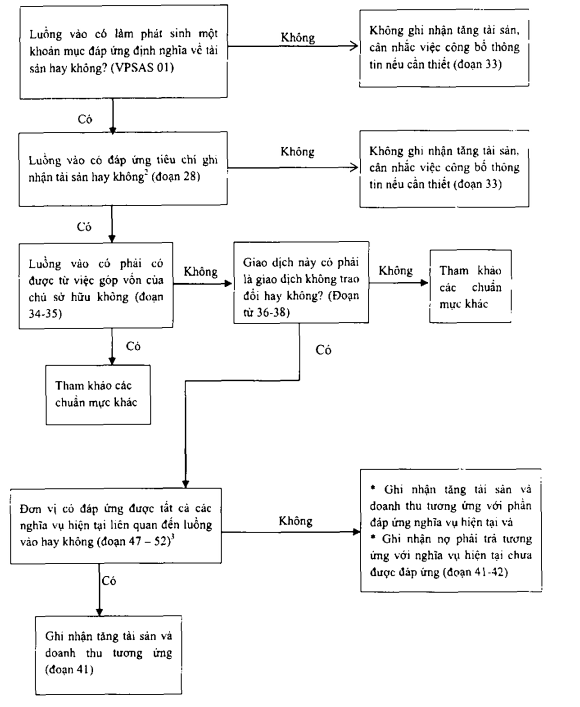 Luồng vào có làm phát sinh một
khoản mục đáp ứng định nghĩa về tài
sản hay không? (VPSAS 01)
Không
Không ghi nhận tăng tài sản,
cân nhắc việc công bố thông
tin nếu cần thiết (đoạn 33)
Có
Luồng vào có đáp ứng tiêu chí ghi
nhận tài sản hay không² (đoạn 28)
Không
Không ghi nhận tăng tài sản,
cân nhắc việc công bố thông
tin nếu cần thiết (đoạn 33)
Có
Luồng vào có phải có
được từ việc góp vốn của
chủ sở hữu không (đoạn
34-35)
Không
Giao dịch này có phải
là giao dịch không trao
đổi hay không? (Đoạn
từ 36-38)
Không
Tham khảo
các chuẩn
mực khác
Có
Có
Tham khảo các
chuẩn mực khác
Đơn vị có đáp ứng được tất cả các
nghĩa vụ hiện tại liên quan đến luồng
vào hay không (đoạn 47 – 52)³
Không
* Ghi nhận tăng tài sản và
doanh thu tương ứng với phần
đáp ứng nghĩa vụ hiện tại và
* Ghi nhận nợ phải trả tương
ứng với nghĩa vụ hiện tại chưa
được đáp ứng (đoạn 41-42)
Có
Ghi nhận tăng tài sản và
doanh thu tương ứng
(đoạn 41)